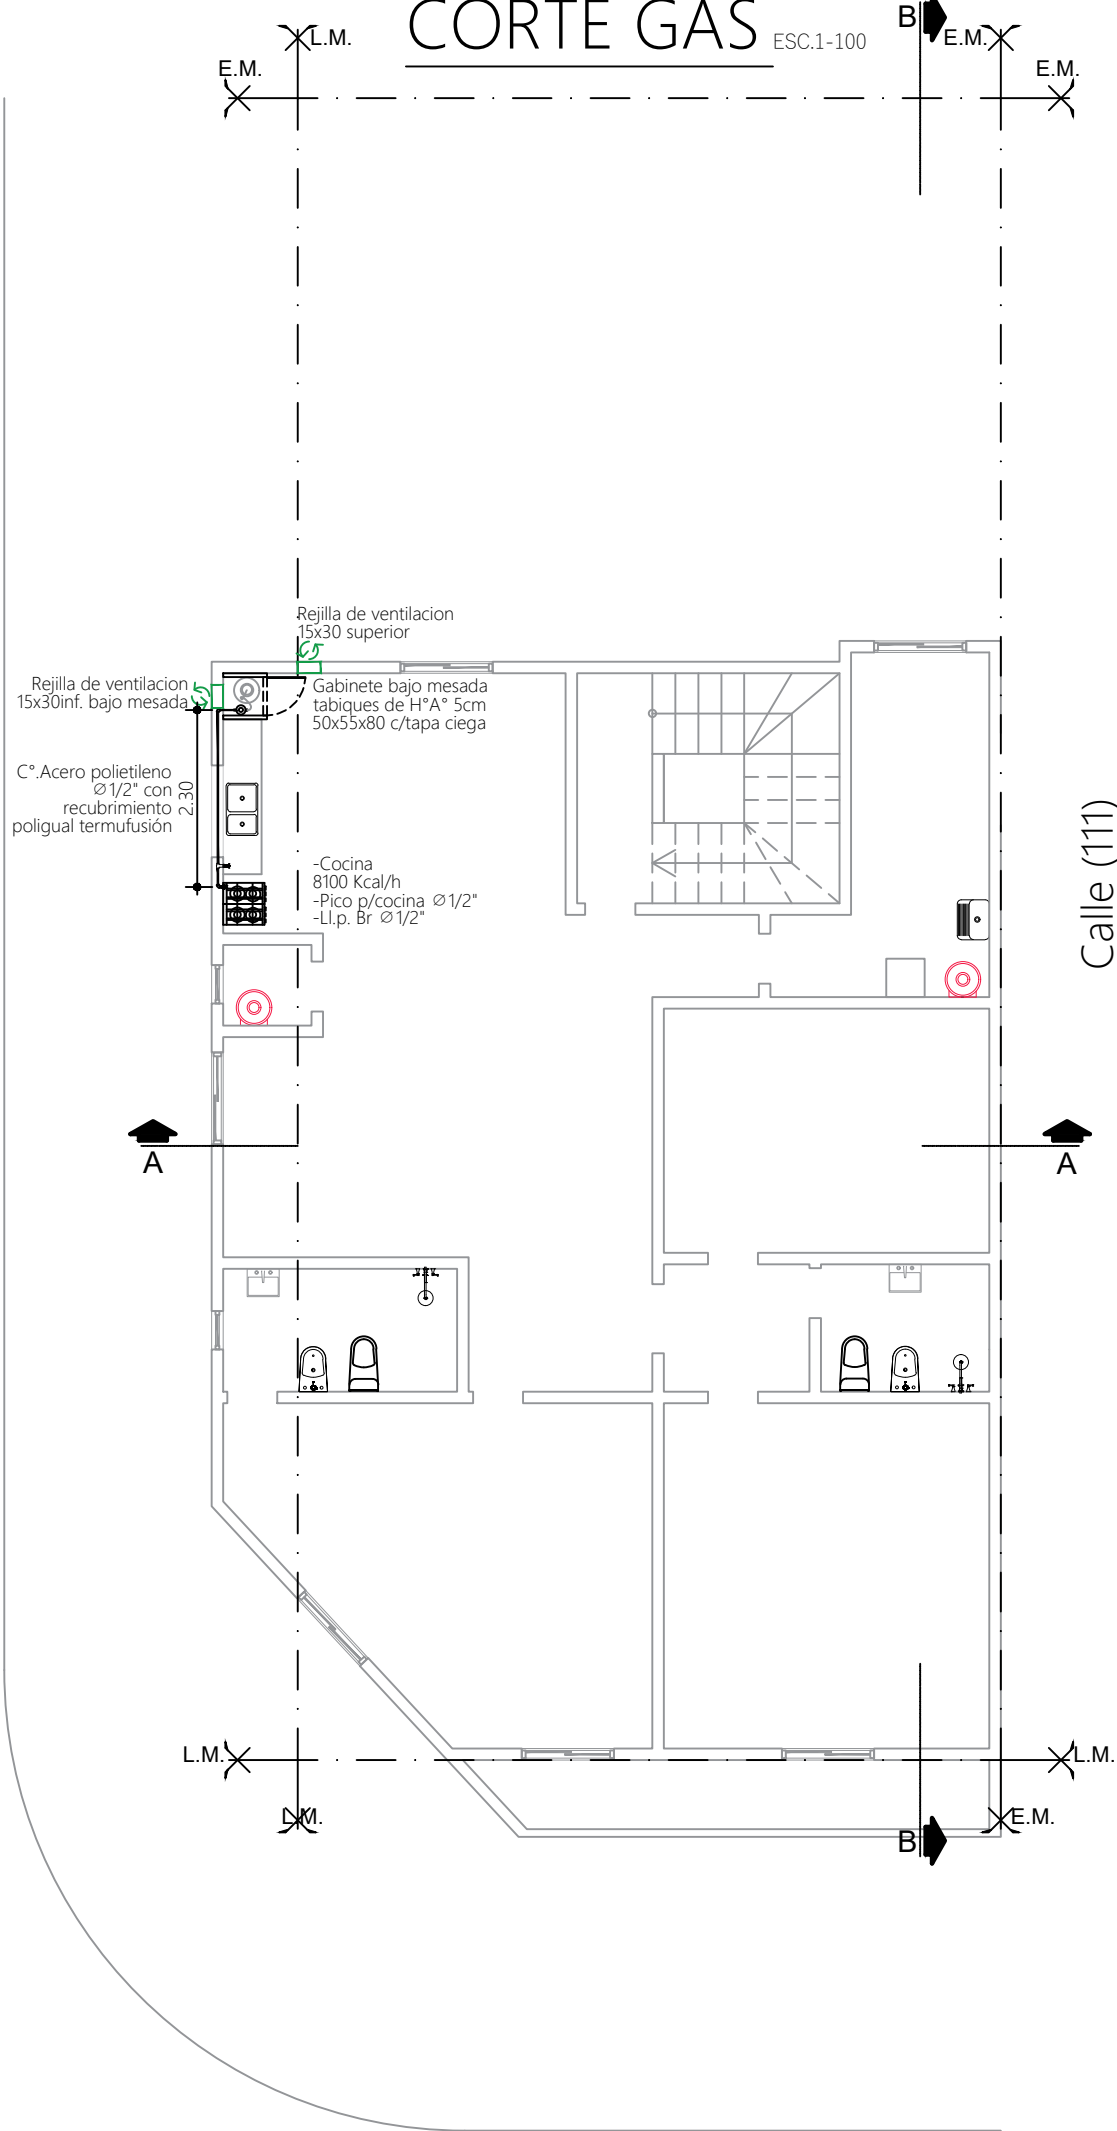 CORTE GAS ESC.1-100
B
L.M.
E.M.
E.M.
E.M.
Rejilla de ventilacion
15x30 superior
Rejilla de ventilacion
15x30inf. bajo mesada
Gabinete bajo mesada
tabiques de H°A° 5cm
50x55x80 c/tapa ciega
C°.Acero polietileno
∅1/2" con
recubrimiento
poligual termufusión
2.30
-Cocina
8100 Kcal/h
-Pico p/cocina ∅1/2"
-Ll.p. Br ∅1/2"
Calle (111)
A
A
L.M.
L.M.
L.M.
E.M.
B